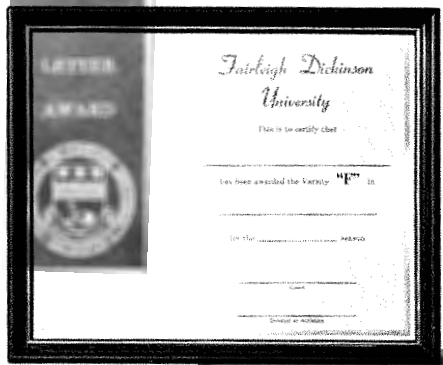 LETTER
AWARD
Fairleigh Dickinson
University
This is to certify that
has been awarded the Varsity "F" in
for the season
Coach
Director of Athletics